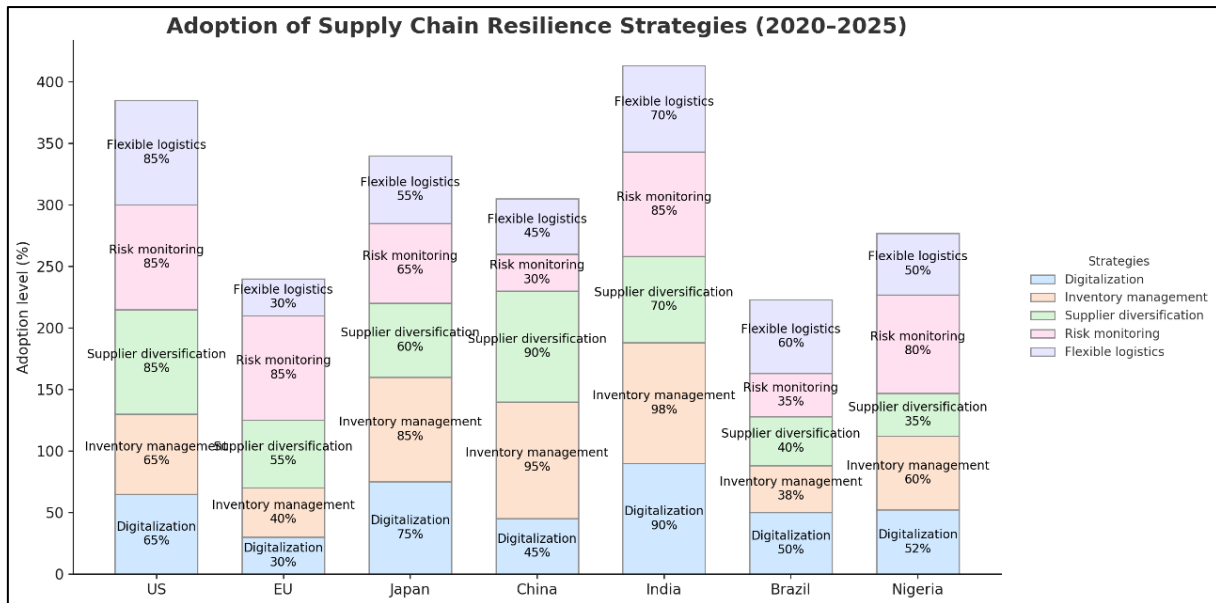 Adoption of Supply Chain Resilience Strategies (2020–2025)
Adoption level (%)
400
350
300
250
200
150
100
50
0
Flexible logistics
85%
Risk monitoring
85%
Supplier diversification
85%
Inventory management
65%
Digitalization
65%
Flexible logistics
30%
Risk monitoring
85%
Supplier diversification
55%
Inventory management
40%
Digitalization
30%
Flexible logistics
55%
Risk monitoring
65%
Supplier diversification
60%
Inventory management
85%
Digitalization
75%
Flexible logistics
45%
Risk monitoring
30%
Supplier diversification
90%
Inventory management
95%
Digitalization
45%
Flexible logistics
70%
Risk monitoring
85%
Supplier diversification
70%
Inventory management
98%
Digitalization
90%
Flexible logistics
60%
Risk monitoring
35%
Supplier diversification
40%
Inventory management
38%
Digitalization
50%
Flexible logistics
50%
Risk monitoring
80%
Supplier diversification
35%
Inventory management
60%
Digitalization
52%
US
EU
Japan
China
India
Brazil
Nigeria
Strategies
Digitalization
Inventory management
Supplier diversification
Risk monitoring
Flexible logistics